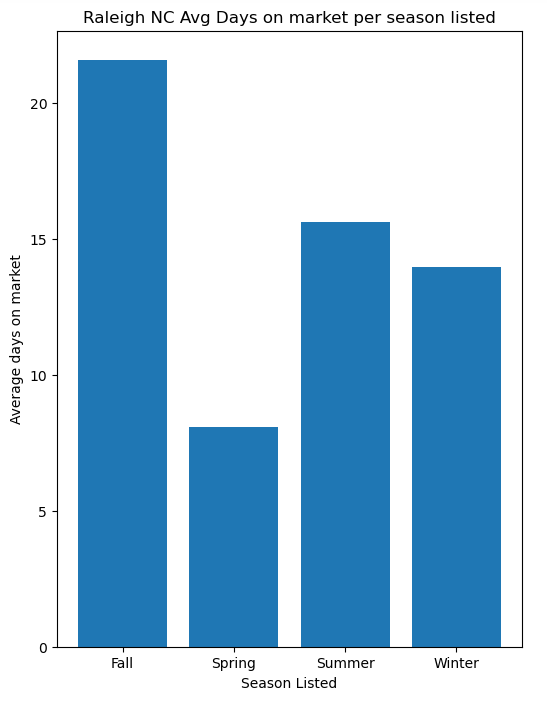 Raleigh NC Avg Days on market per season listed
Average days on market
20
15
10
5
0
Fall Spring Summer Winter
Season Listed